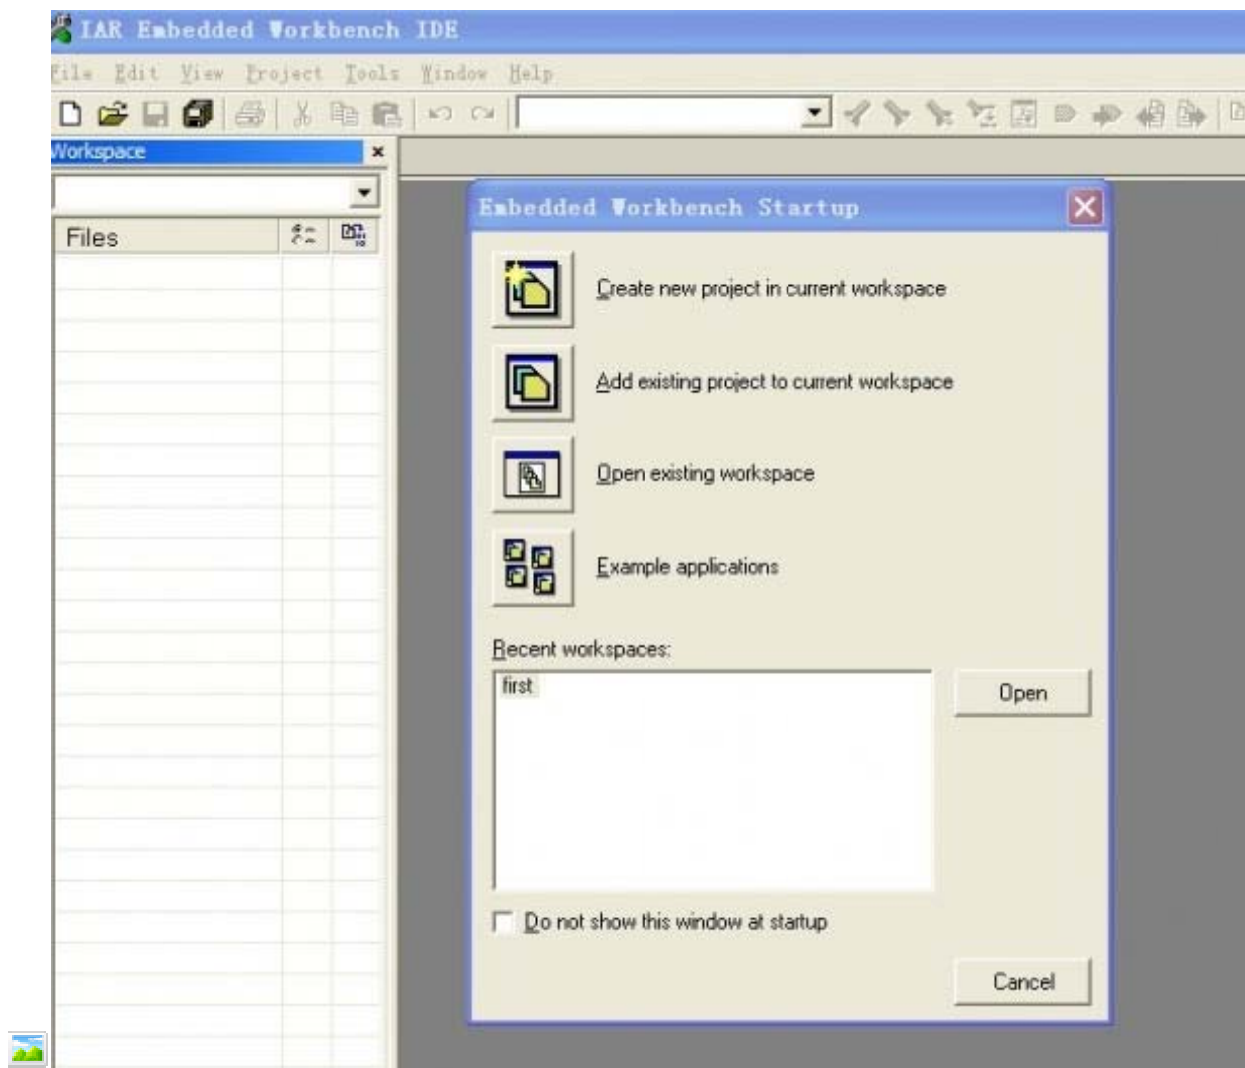 IAR Embedded Workbench IDE
File Edit View Project Tools Window Help
Workspace
Files
Embedded Workbench Startup
Create new project in current workspace
Add existing project to current workspace
Open existing workspace
Example applications
Recent workspaces:
first
Open
Do not show this window at startup
Cancel